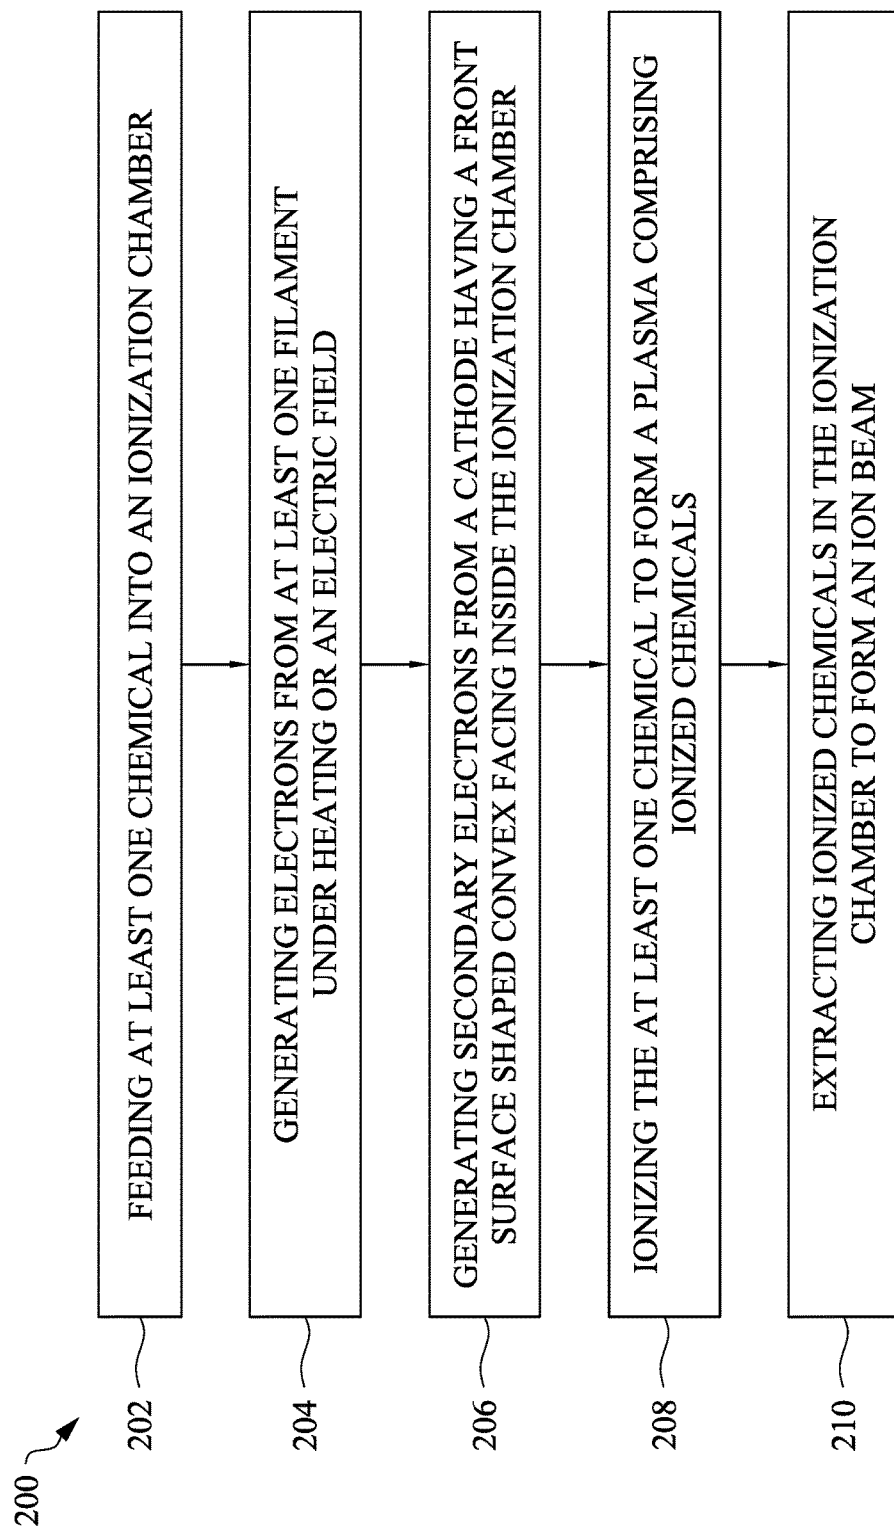 200
202
FEEDING AT LEAST ONE CHEMICAL INTO AN IONIZATION CHAMBER
204
GENERATING ELECTRONS FROM AT LEAST ONE FILAMENT
UNDER HEATING OR AN ELECTRIC FIELD
206
GENERATING SECONDARY ELECTRONS FROM A CATHODE HAVING A FRONT
SURFACE SHAPED CONVEX FACING INSIDE THE IONIZATION CHAMBER
208
IONIZING THE AT LEAST ONE CHEMICAL TO FORM A PLASMA COMPRISING
IONIZED CHEMICALS
210
EXTRACTING IONIZED CHEMICALS IN THE IONIZATION
CHAMBER TO FORM AN ION BEAM